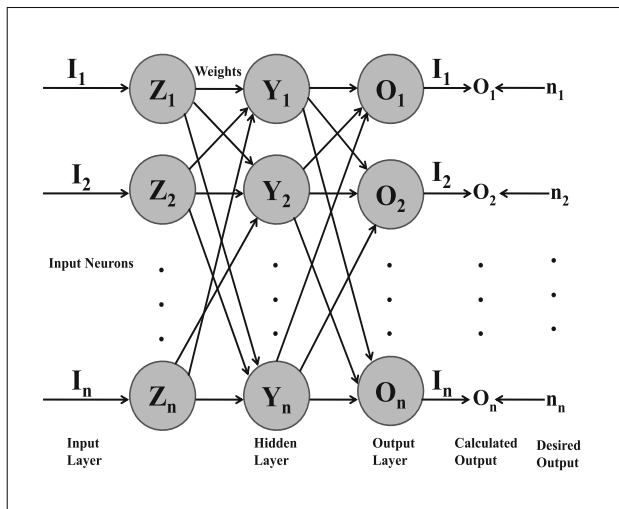 I1 Z1 Weights Y1 O1 I1 O1 n1
I2 Z2 Y2 O2 I2 O2 n2
Input Neurons
In Zn Yn On In On nn
Input Layer
Hidden Layer
Output Layer
Calculated Output
Desired Output